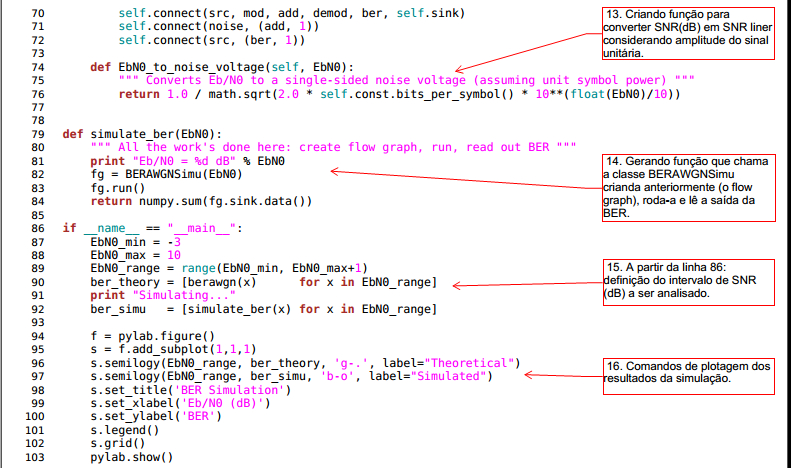 70 self.connect(src, mod, add, demod, ber, self.sink)
71 self.connect(noise, (add, 1))
72 self.connect(src, (ber, 1))
73
74 def EbN0_to_noise_voltage(self, EbN0):
75 """ Converts Eb/N0 to a single-sided noise voltage (assuming unit symbol power) """
76 return 1.0 / math.sqrt(2.0 * self.const.bits_per_symbol() * 10**(float(EbN0)/10))
77
78
79 def simulate_ber(EbN0):
80 """ All the work's done here: create flow graph, run, read out BER """
81 print "Eb/N0 = %d dB" % EbN0
82 fg = BERAWGNSimu(EbN0)
83 fg.run()
84 return numpy.sum(fg.sink.data())
85
86 if __name__ == "__main__":
87 EbN0_min = -3
88 EbN0_max = 10
89 EbN0_range = range(EbN0_min, EbN0_max+1)
90 ber_theory = [berawgn(x) for x in EbN0_range]
91 print "Simulating..."
92 ber_simu = [simulate_ber(x) for x in EbN0_range]
93
94 f = pylab.figure()
95 s = f.add_subplot(1,1,1)
96 s.semilogy(EbN0_range, ber_theory, 'g-.', label="Theoretical")
97 s.semilogy(EbN0_range, ber_simu, 'b-o', label="Simulated")
98 s.set_title('BER Simulation')
99 s.set_xlabel('Eb/N0 (dB)')
100 s.set_ylabel('BER')
101 s.legend()
102 s.grid()
103 pylab.show()
13. Criando função para
converter SNR(dB) em SNR liner
considerando amplitude do sinal
unitária.
14. Gerando função que chama
a classe BERAWGNSimu
crianda anteriormente (o flow
graph), roda-a e lê a saída da
BER.
15. A partir da linha 86:
definição do intervalo de SNR
(dB) a ser analisado.
16. Comandos de plotagem dos
resultados da simulação.